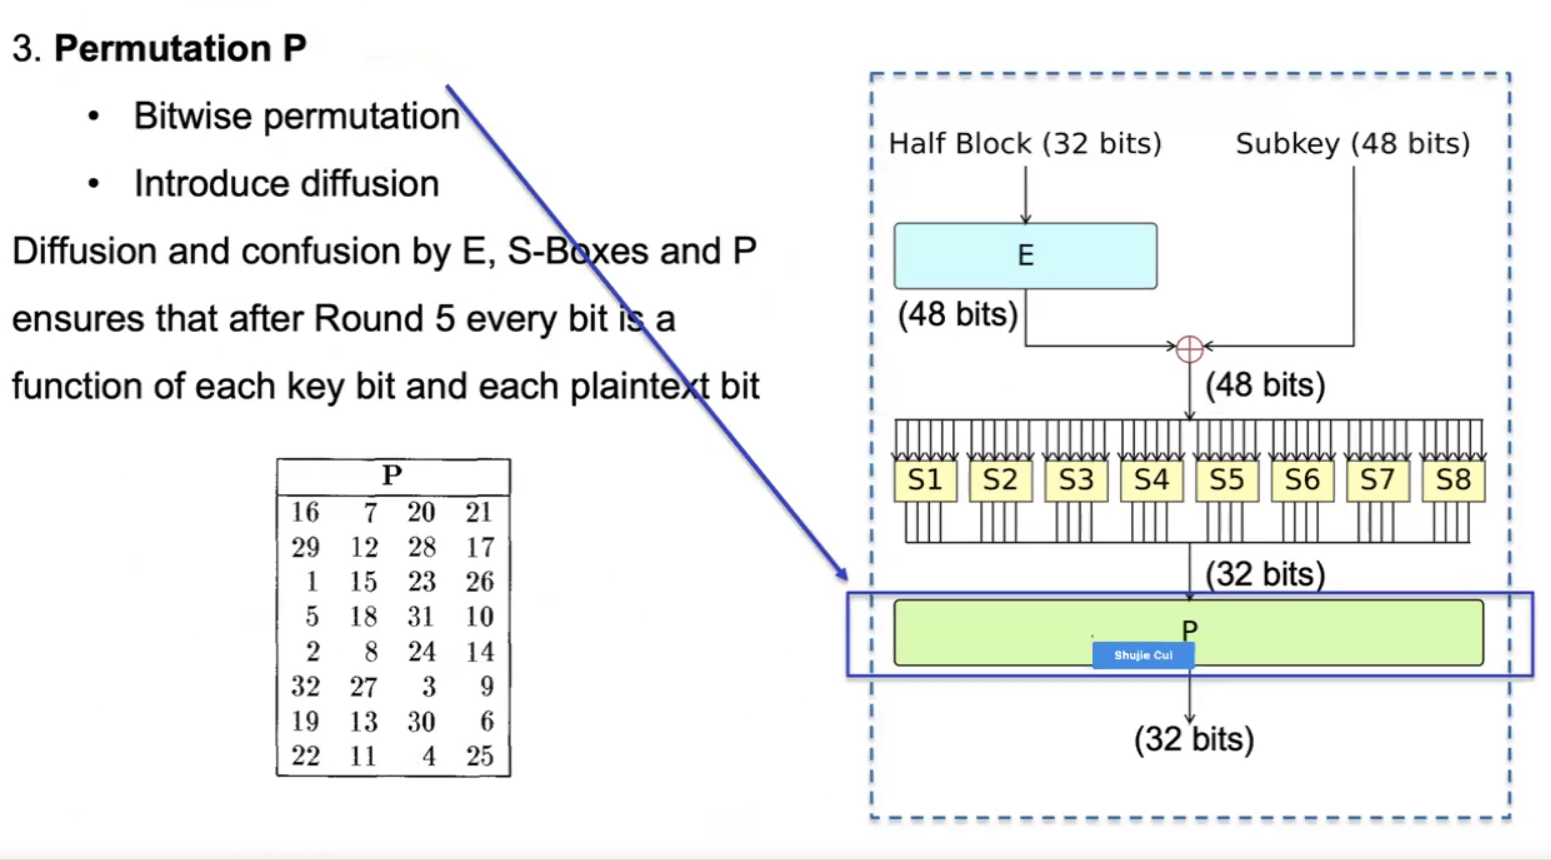 3. Permutation P
• Bitwise permutation
• Introduce diffusion
Diffusion and confusion by E, S-Boxes and P
ensures that after Round 5 every bit is a
function of each key bit and each plaintext bit
P
16 7 20 21
29 12 28 17
1 15 23 26
5 18 31 10
2 8 24 14
32 27 3 9
19 13 30 6
22 11 4 25
Half Block (32 bits) Subkey (48 bits)
E
(48 bits)
(48 bits)
S1 S2 S3 S4 S5 S6 S7 S8
(32 bits)
P
Shujie Cui
(32 bits)